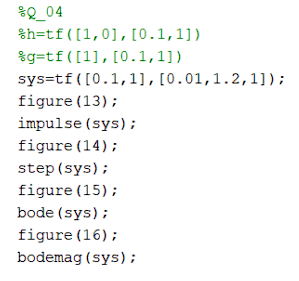 %Q_04
%h=tf([1,0],[0.1,1])
%g=tf([1],[0.1,1])
sys=tf([0.1,1],[0.01,1.2,1]);
figure(13);
impulse(sys);
figure(14);
step(sys);
figure(15);
bode(sys);
figure(16);
bodemag(sys);